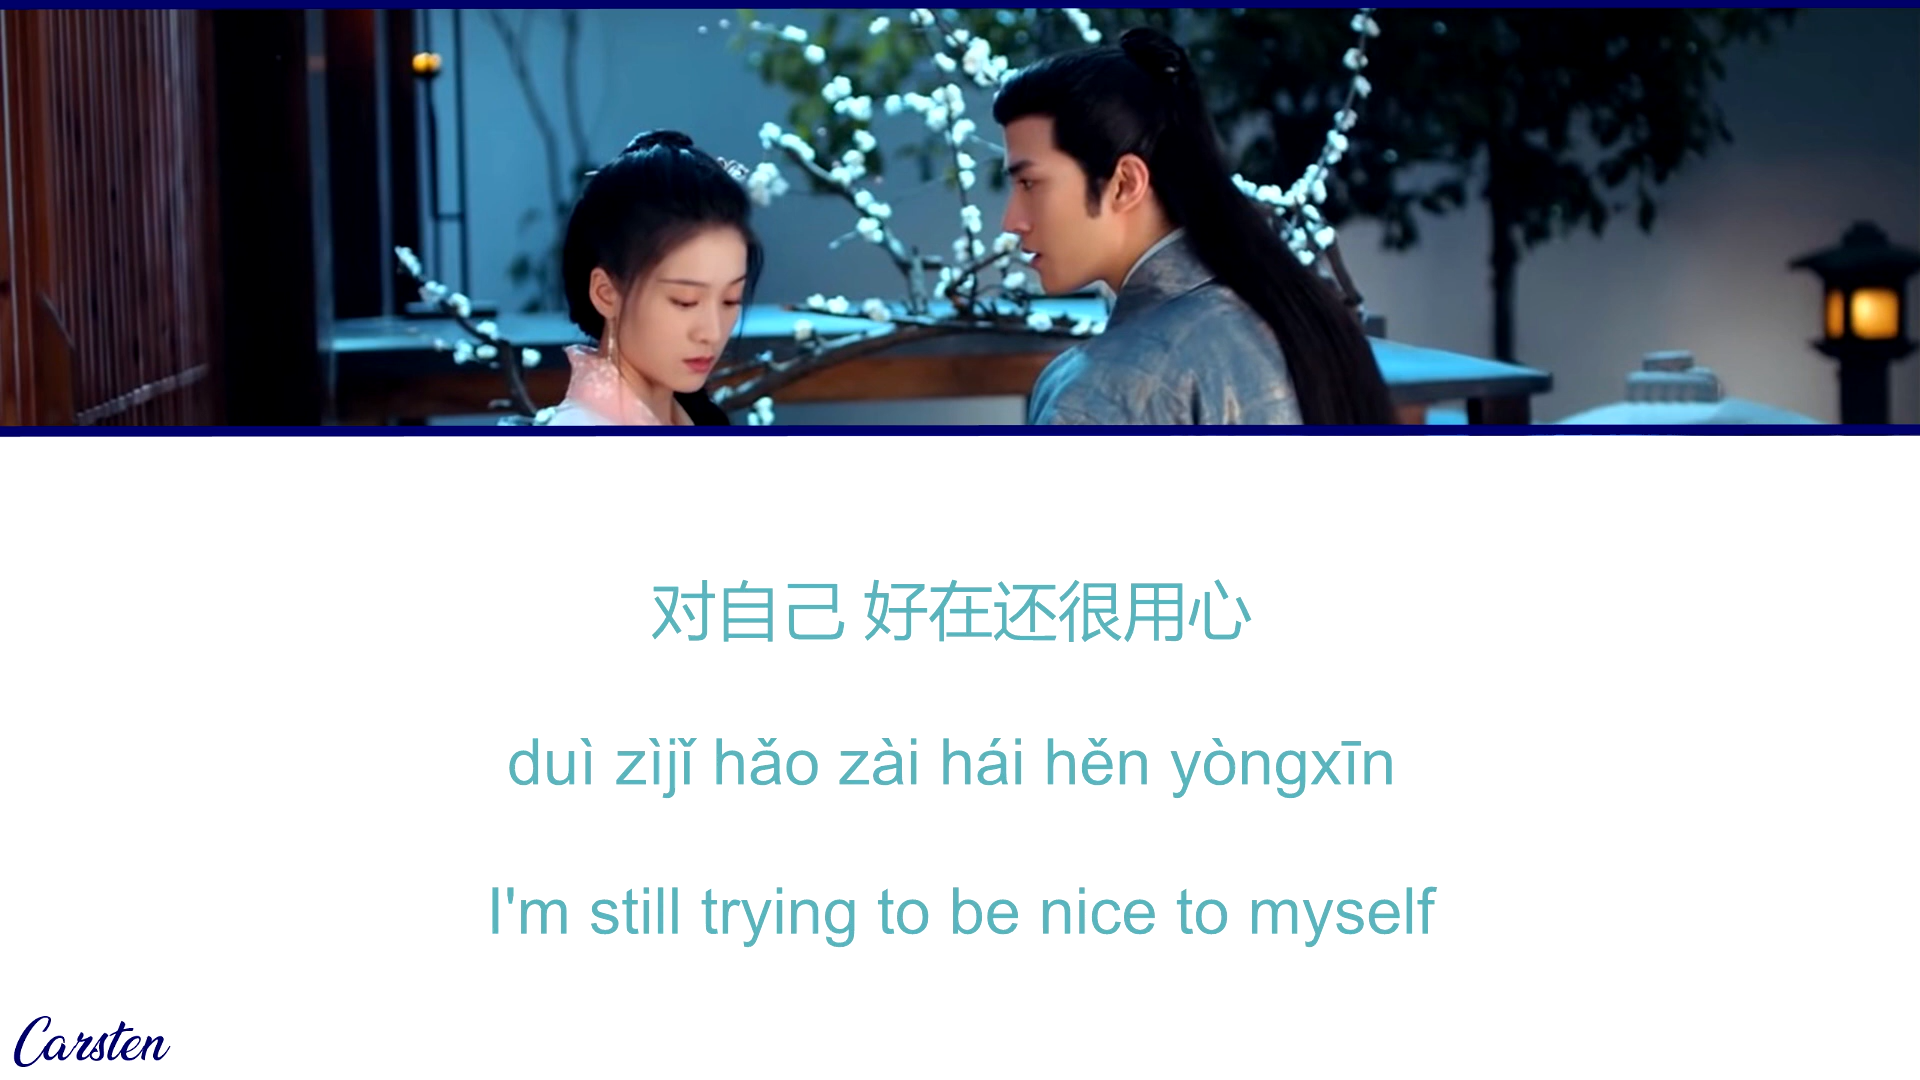 对自己 好在还很用心
duì zìjǐ hǎo zài hái hěn yòngxīn
I'm still trying to be nice to myself
Carsten